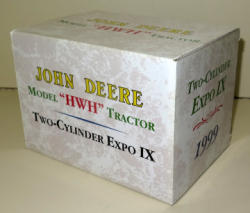 JOHN DEERE
MODEL "HWH" TRACTOR
TWO-CYLINDER EXPO IX
TWO-CYLINDER
EXPO IX
1999